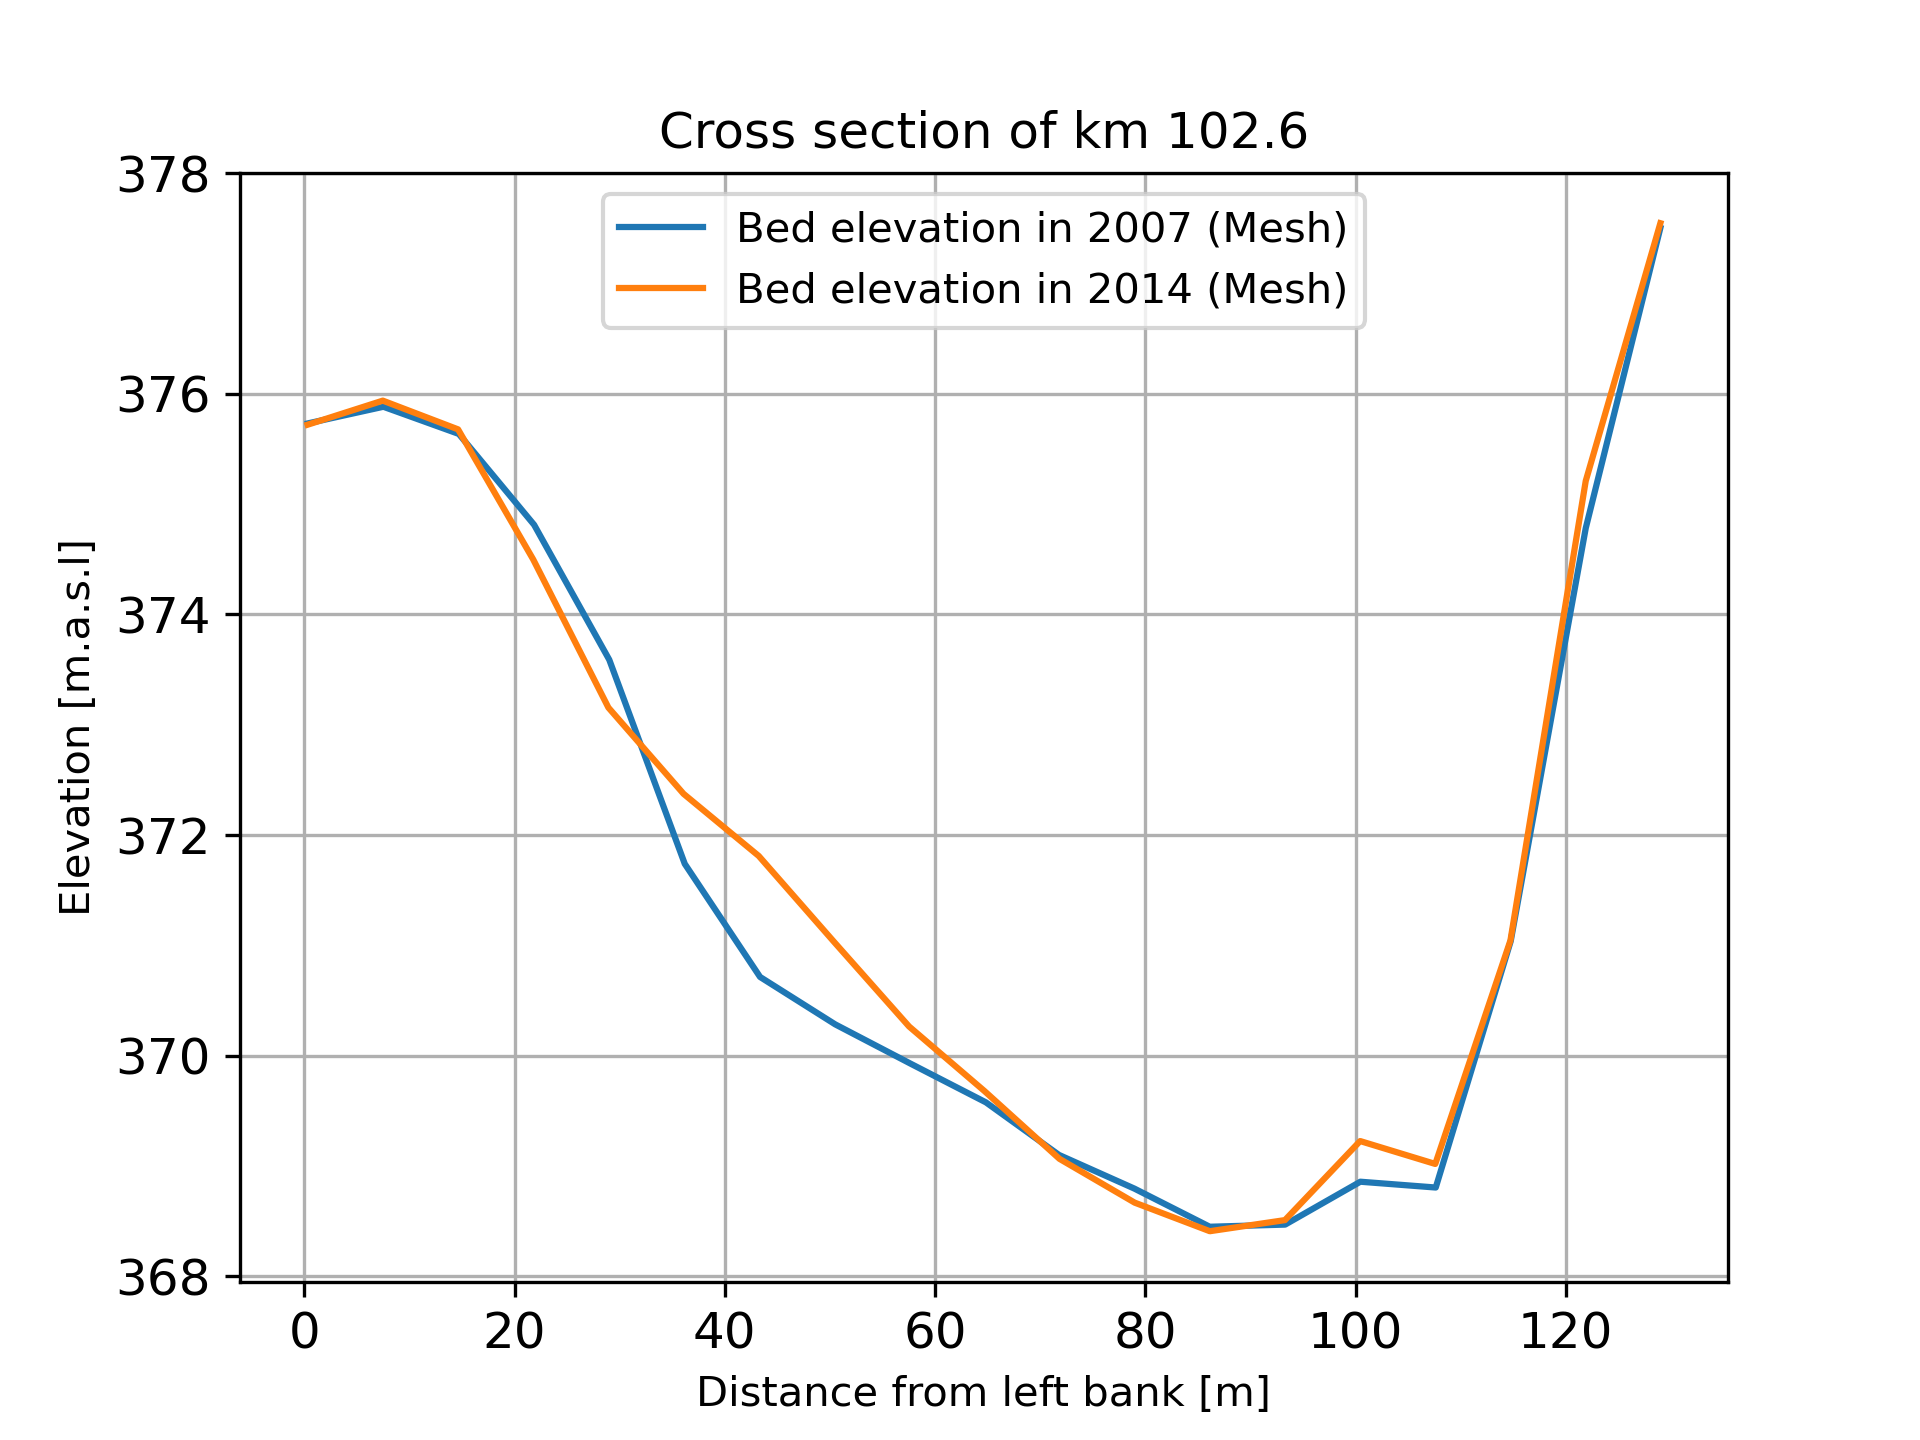 Cross section of km 102.6
Bed elevation in 2007 (Mesh)
Bed elevation in 2014 (Mesh)
378
376
374
372
370
368
Elevation [m.a.s.l]
0 20 40 60 80 100 120
Distance from left bank [m]